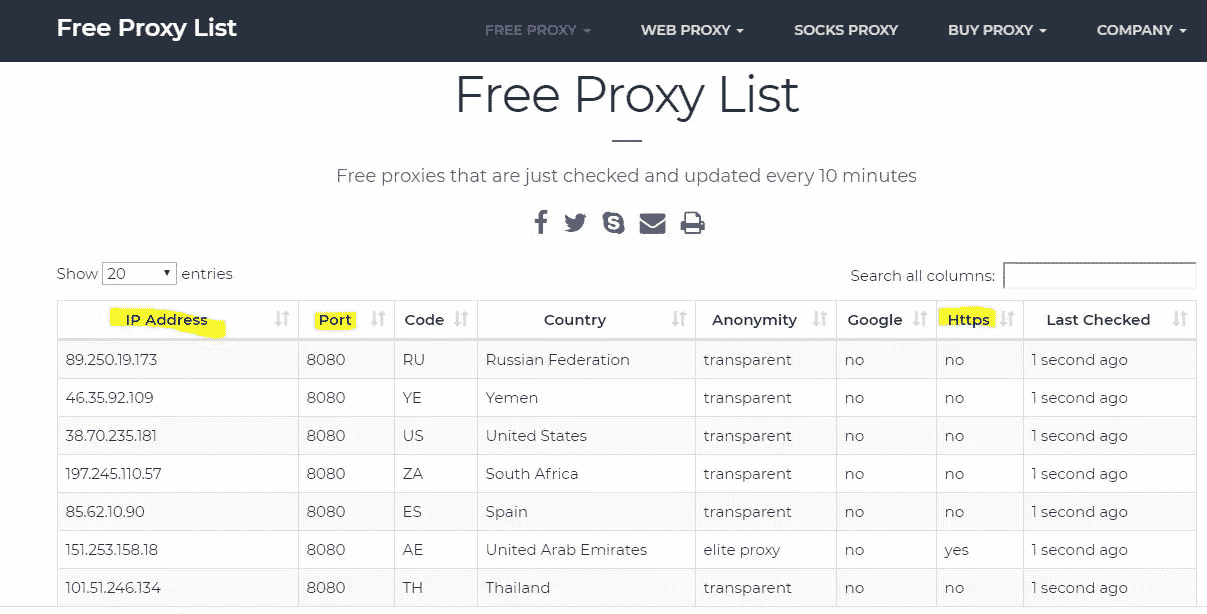 Free Proxy List FREE PROXY WEB PROXY SOCKS PROXY BUY PROXY COMPANY
Free Proxy List
Free proxies that are just checked and updated every 10 minutes
Show 20 entries Search all columns:
IP Address Port Code Country Anonymity Google Https Last Checked
89.250.19.173 8080 RU Russian Federation transparent no no 1 second ago
46.35.92.109 8080 YE Yemen transparent no no 1 second ago
38.70.235.181 8080 US United States transparent no no 1 second ago
197.245.110.57 8080 ZA South Africa transparent no no 1 second ago
85.62.10.90 8080 ES Spain transparent no no 1 second ago
151.253.158.18 8080 AE United Arab Emirates elite proxy no yes 1 second ago
101.51.246.134 8080 TH Thailand transparent no no 1 second ago